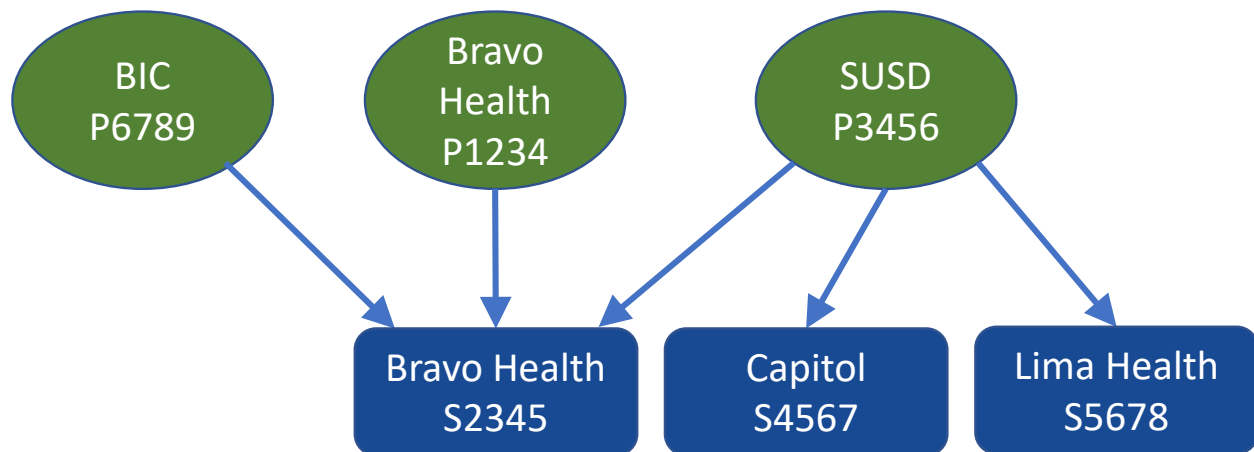 BIC
P6789
Bravo
Health
P1234
SUSD
P3456
Bravo Health
S2345
Capitol
S4567
Lima Health
S5678